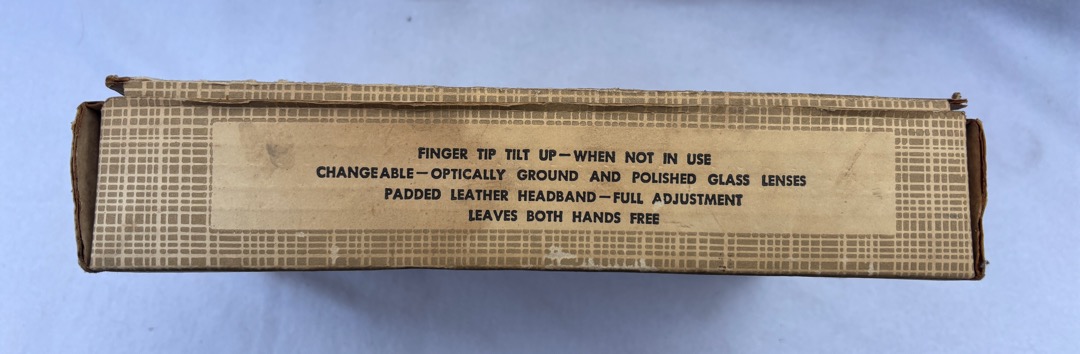 FINGER TIP TILT UP—WHEN NOT IN USE
CHANGEABLE—OPTICALLY GROUND AND POLISHED GLASS LENSES
PADDED LEATHER HEADBAND—FULL ADJUSTMENT
LEAVES BOTH HANDS FREE